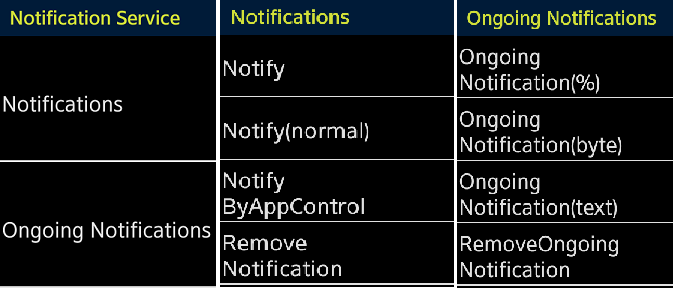 Notification Service
Notifications
Ongoing Notifications
Notifications
Notify
Notify(normal)
Notify
ByAppControl
Remove
Notification
Ongoing Notifications
Ongoing
Notification(%)
Ongoing
Notification(byte)
Ongoing
Notification(text)
RemoveOngoing
Notification